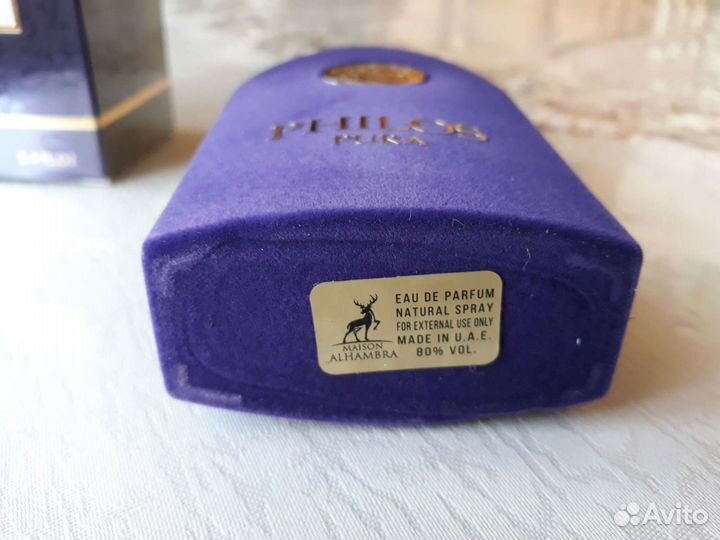 PHILOS
PURA
MAISON
ALHAMBRA
EAU DE PARFUM
NATURAL SPRAY
FOR EXTERNAL USE ONLY
MADE IN U.A.E.
80% VOL.
Avito